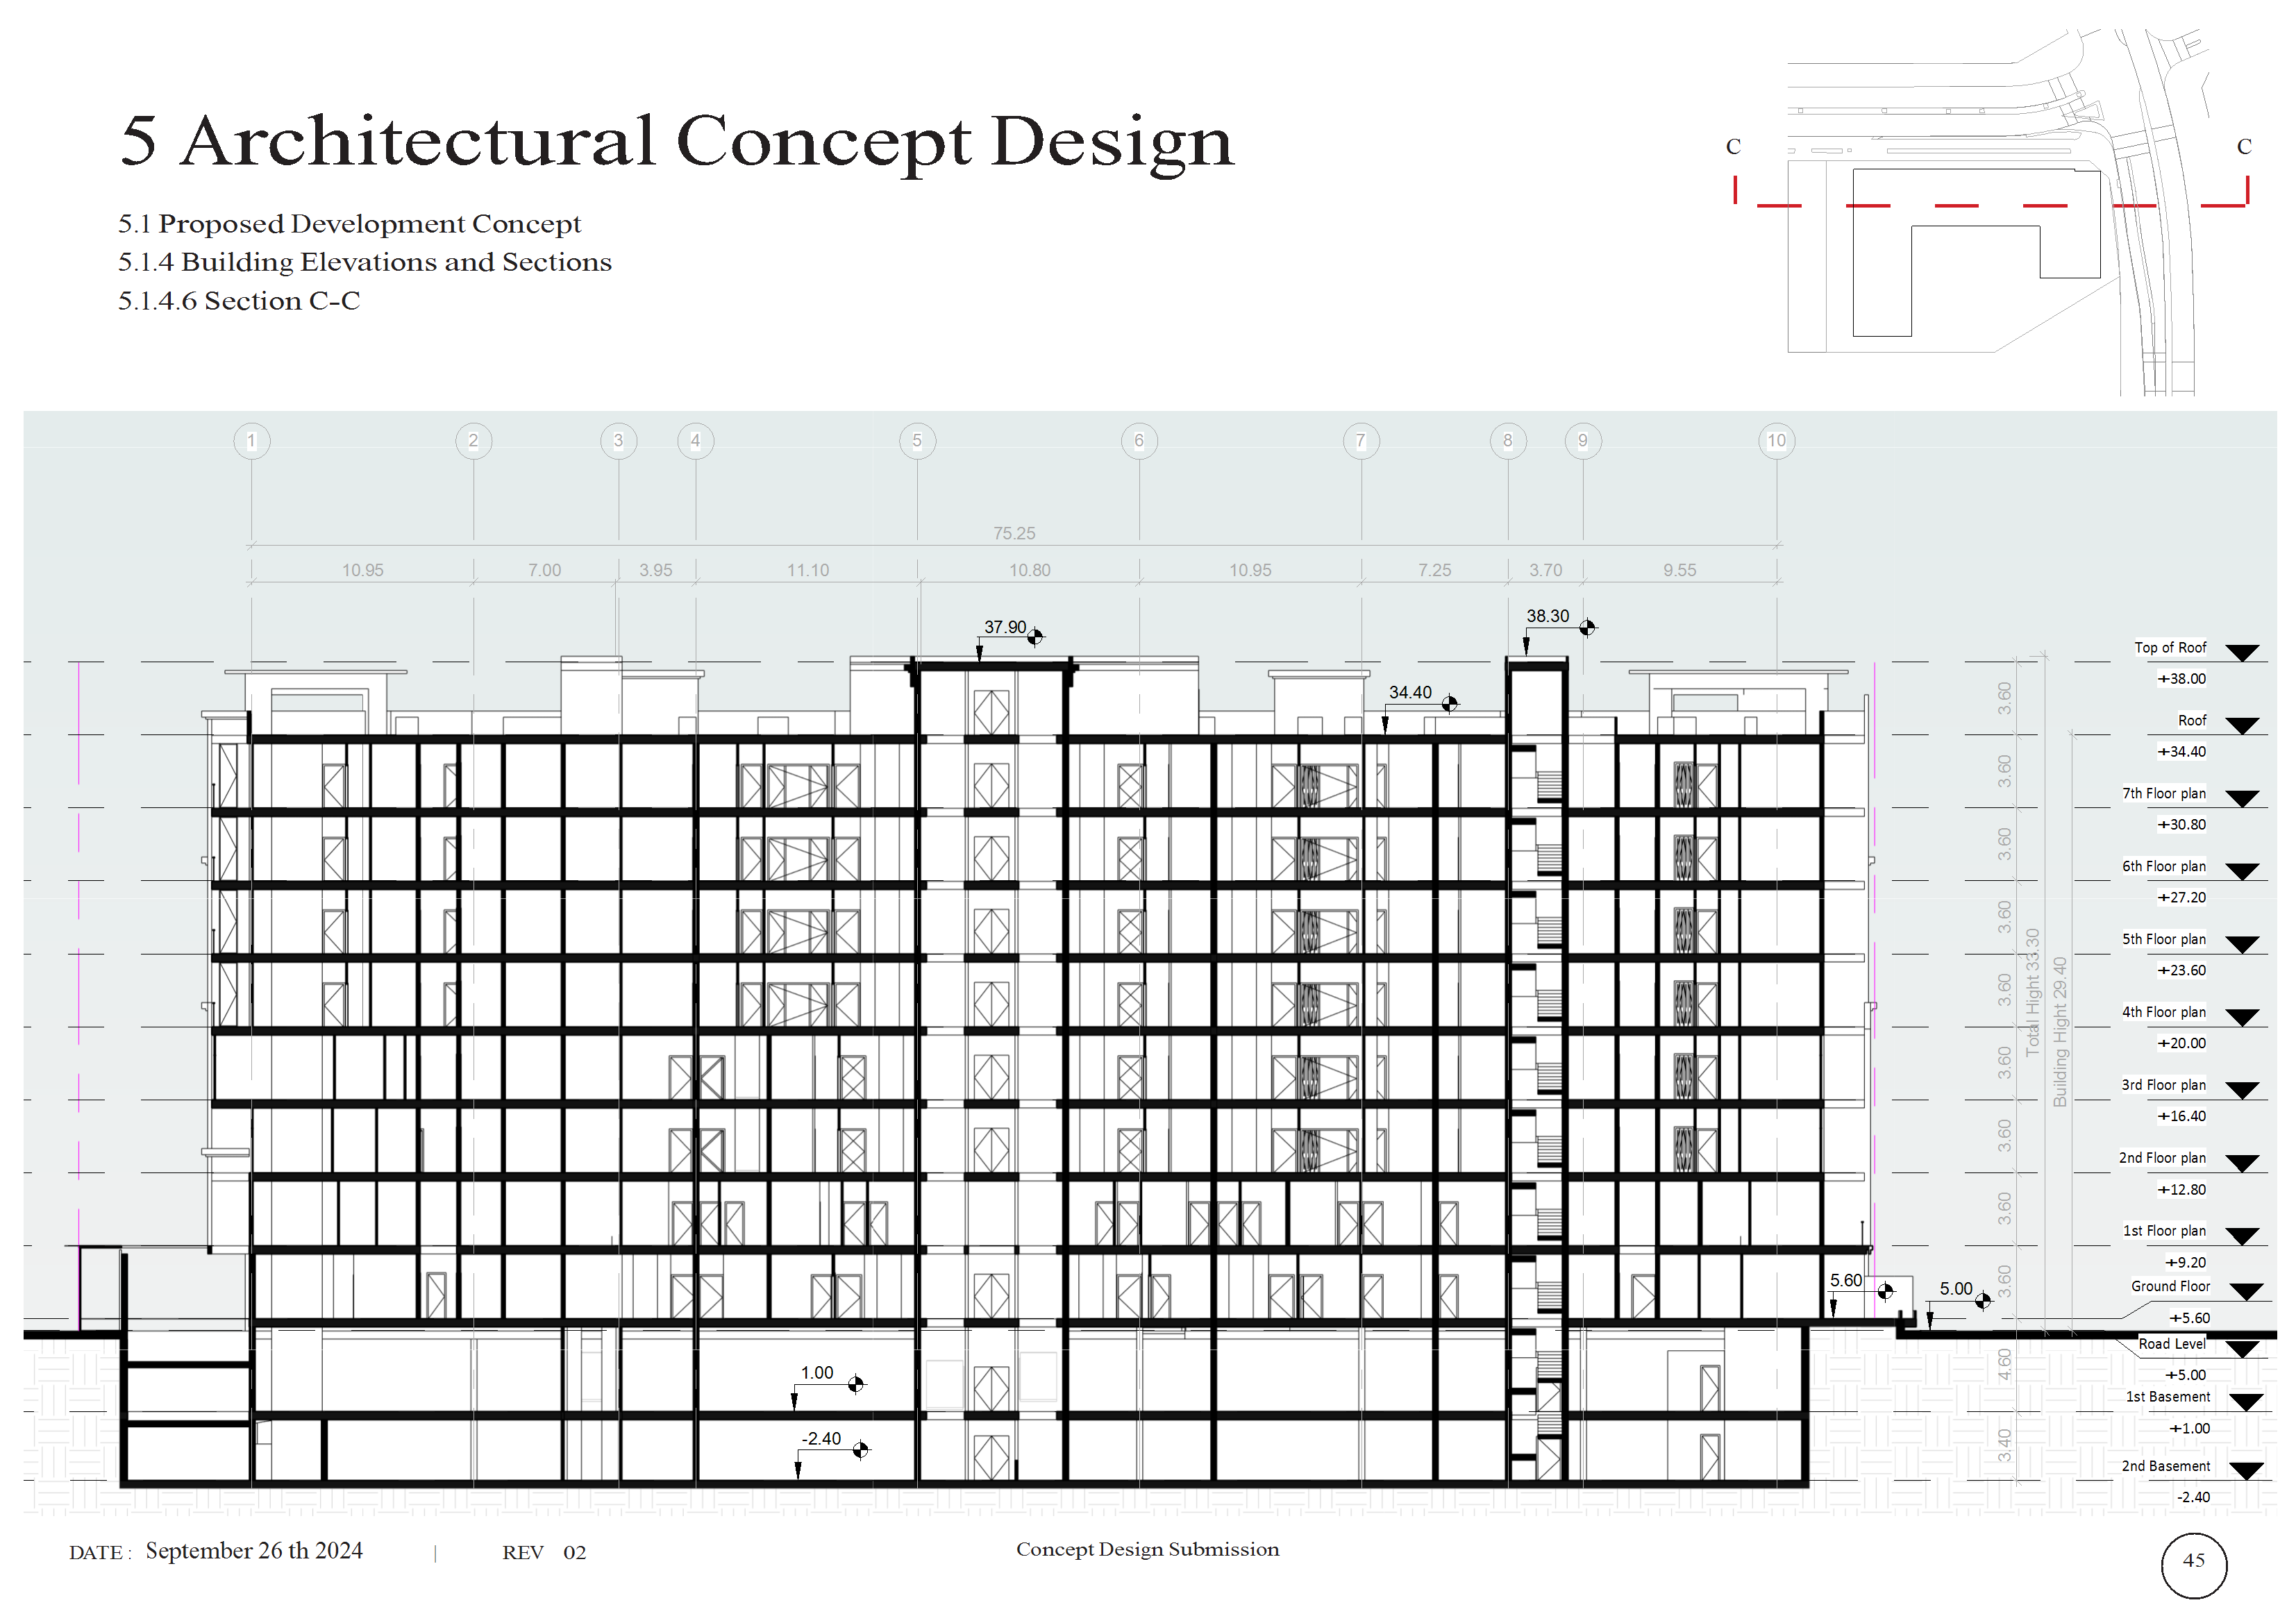 5 Architectural Concept Design
5.1 Proposed Development Concept
5.1.4 Building Elevations and Sections
5.1.4.6 Section C-C
C C
1 2 3 4 5 6 7 8 9 10
75.25
10.95 7.00 3.95 11.10 10.80 10.95 7.25 3.70 9.55
37.90
38.30
34.40
5.60
5.00
1.00
-2.40
3.60
3.60
3.60
3.60
3.60
3.60
3.60
3.60
3.60
4.60
3.40
Total Hight 33.30
Building Hight 29.40
Top of Roof
+38.00
Roof
+34.40
7th Floor plan
+30.80
6th Floor plan
+27.20
5th Floor plan
+23.60
4th Floor plan
+20.00
3rd Floor plan
+16.40
2nd Floor plan
+12.80
1st Floor plan
+9.20
Ground Floor
+5.60
Road Level
+5.00
1st Basement
+1.00
2nd Basement
-2.40
DATE : September 26 th 2024 | REV 02
Concept Design Submission
45